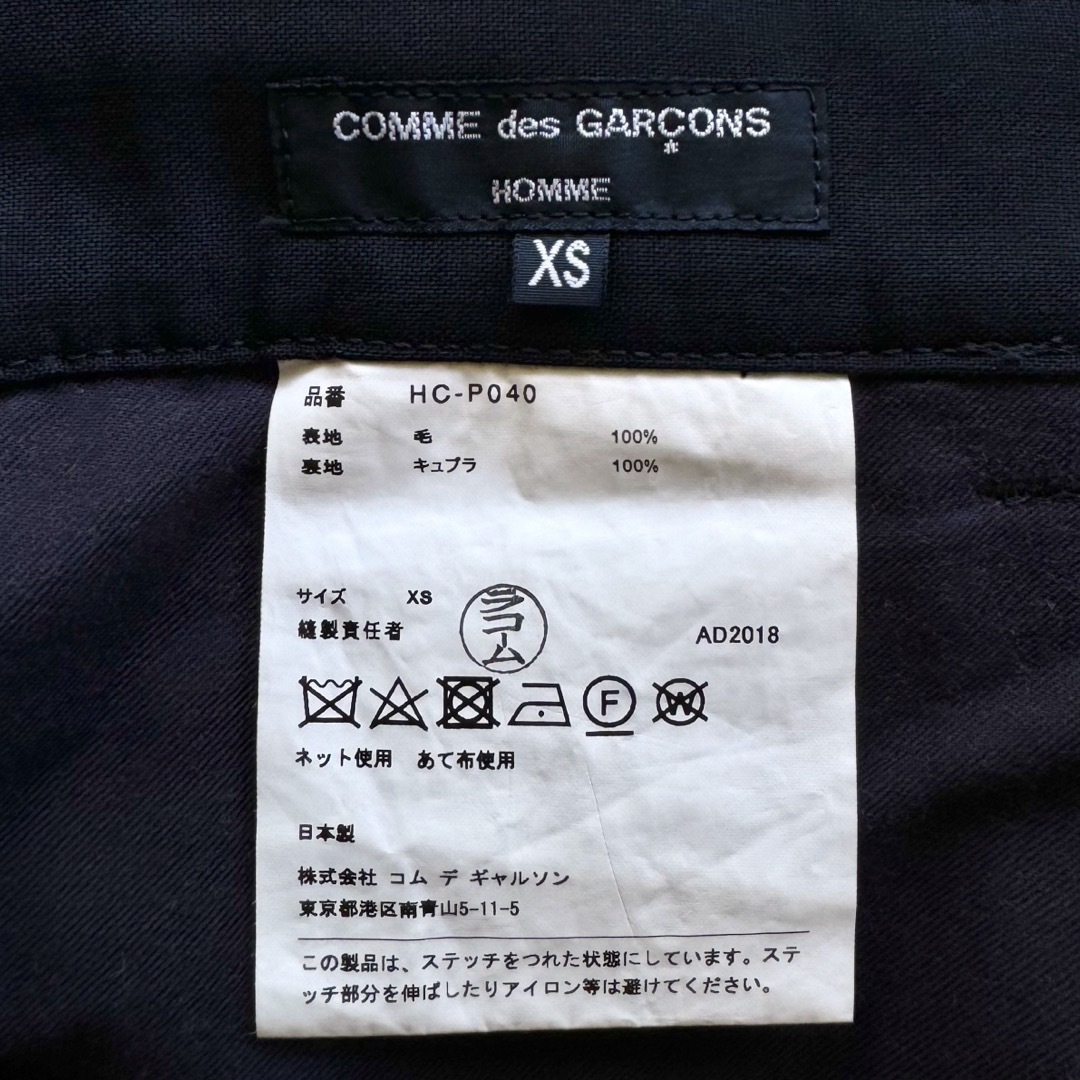 COMME des GARÇONS
HOMME
XS
品番 HC-P040
表地 毛 100%
裏地 キュプラ 100%
サイズ XS
縫製責任者 ラコーム AD2018
F W
ネット使用 あて布使用
日本製
株式会社 コム デ ギャルソン
東京都港区南青山5-11-5
この製品は、ステッチをつれた状態にしています。ステ
ッチ部分を伸ばしたりアイロン等は避けてください。